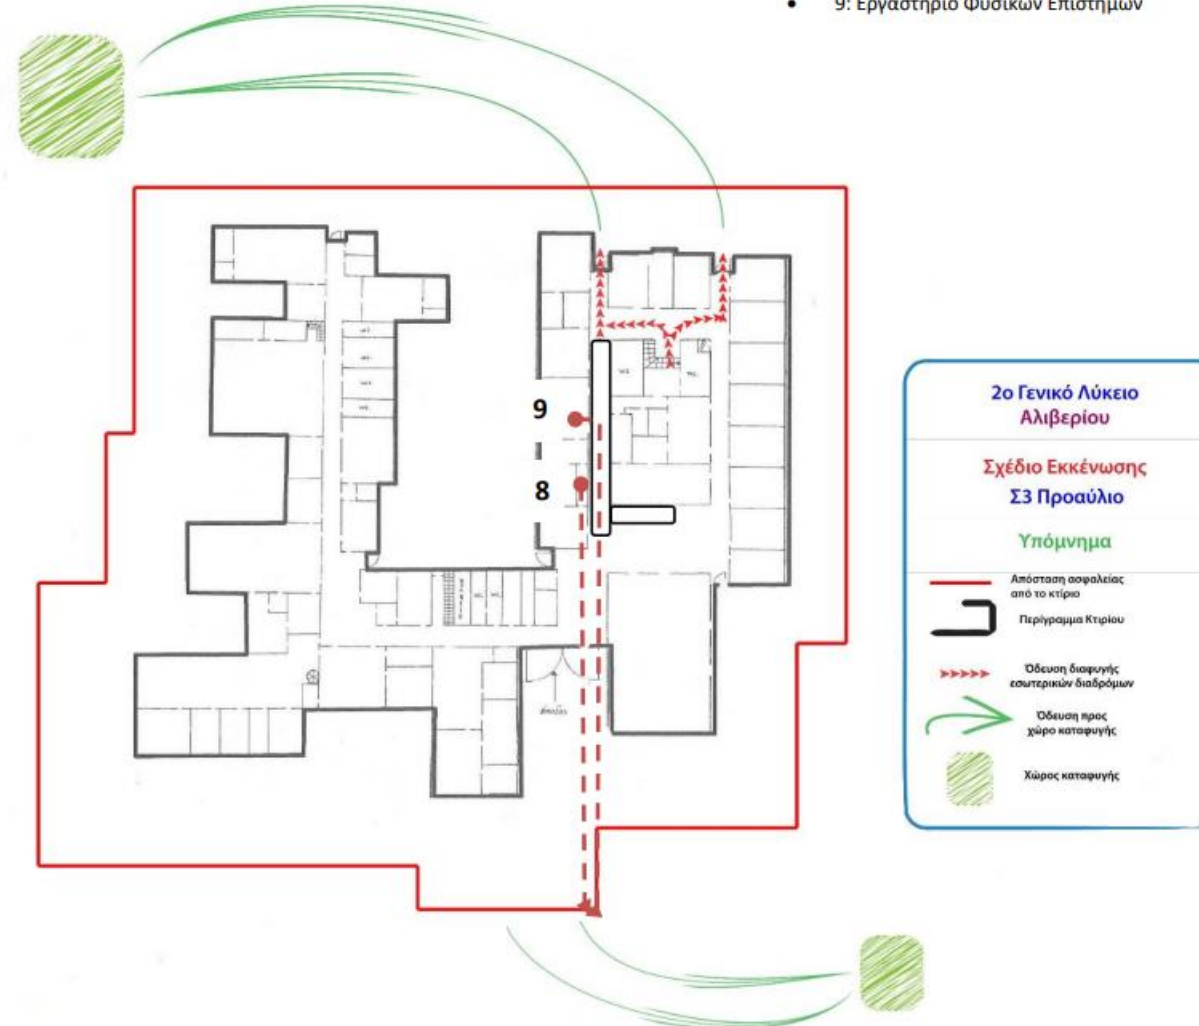 • 9: Εργαστήριο Φυσικών Επιστημών
9
8
2ο Γενικό Λύκειο
Αλιβερίου
Σχέδιο Εκκένωσης
Σ3 Προαύλιο
Υπόμνημα
Απόσταση ασφαλείας
από το κτίριο
Περίγραμμα Κτιρίου
Όδευση διαφυγής
εσωτερικών διαδρόμων
Όδευση προς
χώρο καταφυγής
Χώρος καταφυγής